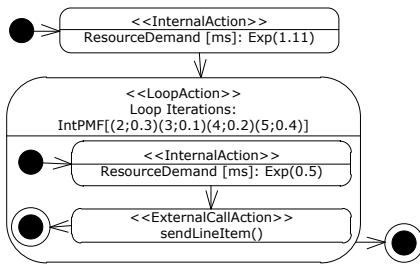 <<InternalAction>>
ResourceDemand [ms]: Exp(1.11)
<<LoopAction>>
Loop Iterations:
IntPMF[(2;0.3)(3;0.1)(4;0.2)(5;0.4)]
<<InternalAction>>
ResourceDemand [ms]: Exp(0.5)
<<ExternalCallAction>>
sendLineItem()